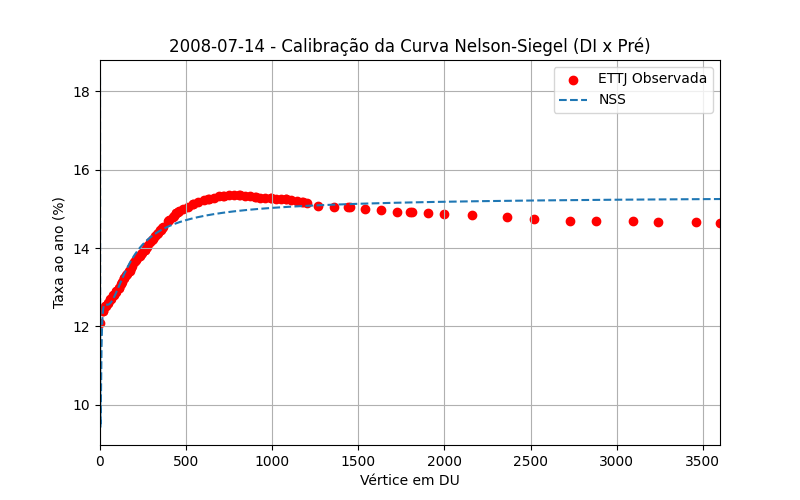 2008-07-14 - Calibração da Curva Nelson-Siegel (DI x Pré)
ETTJ Observada
NSS
18
16
14
12
10
Taxa ao ano (%)
0 500 1000 1500 2000 2500 3000 3500
Vértice em DU